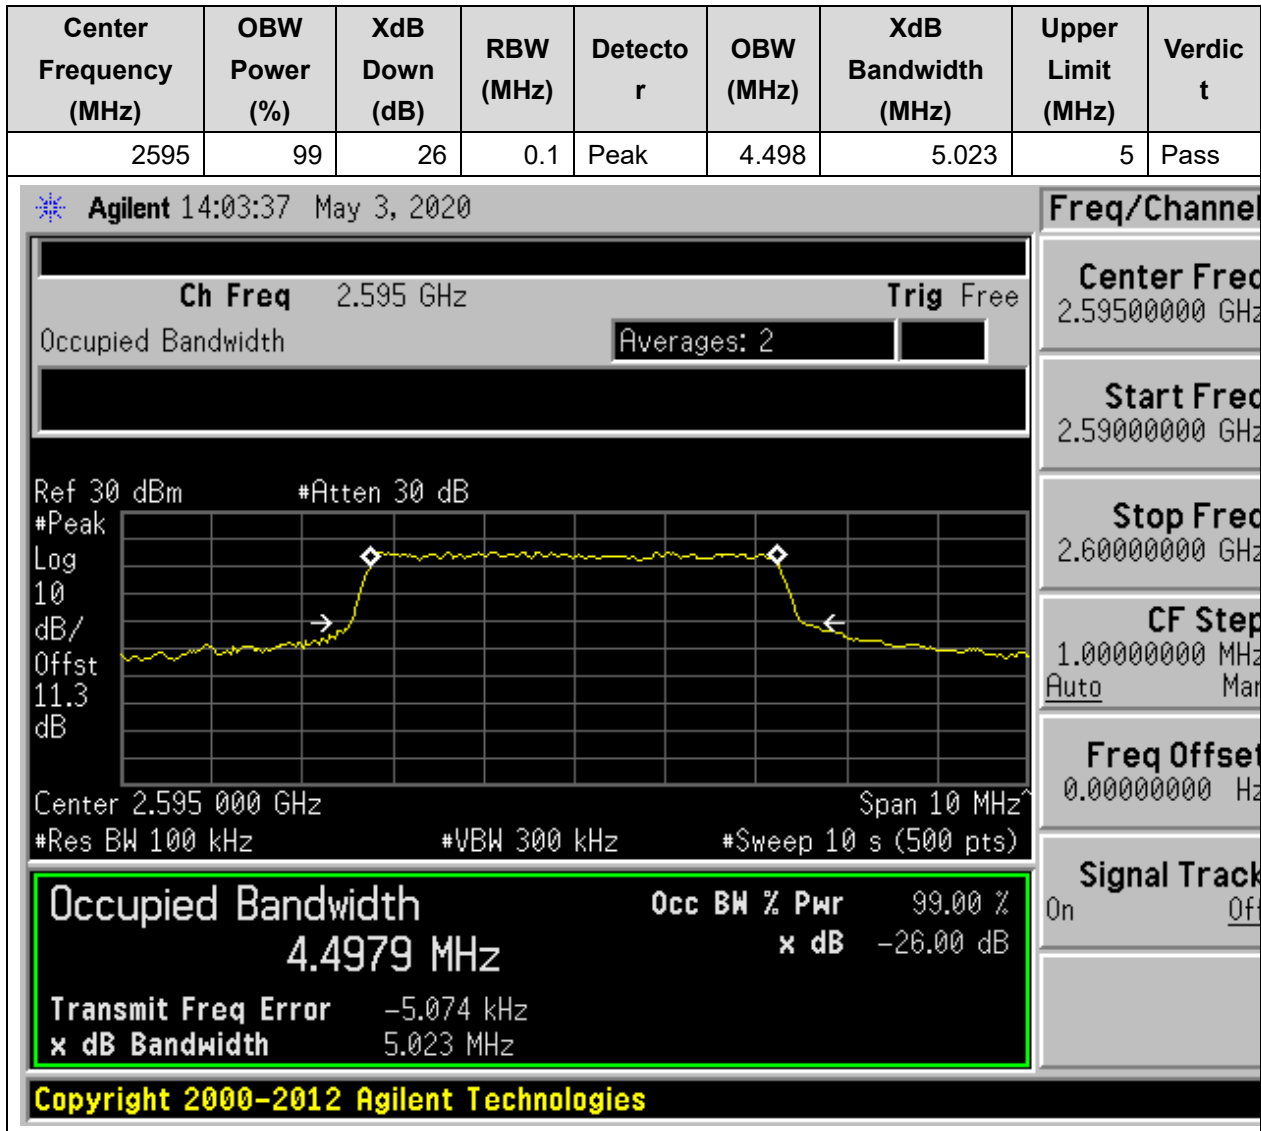 Center Frequency (MHz) OBW Power (%) XdB Down (dB) RBW (MHz) Detector OBW (MHz) XdB Bandwidth (MHz) Upper Limit (MHz) Verdict
2595 99 26 0.1 Peak 4.498 5.023 5 Pass
Agilent 14:03:37 May 3, 2020
Freq/Channel
Ch Freq 2.595 GHz Trig Free
Occupied Bandwidth Averages: 2
Center Freq
2.59500000 GHz
Start Freq
2.59000000 GHz
Stop Freq
2.60000000 GHz
CF Step
1.00000000 MHz
Auto Man
Freq Offset
0.00000000 Hz
Signal Track
On Off
Ref 30 dBm #Atten 30 dB
#Peak
Log
10
dB/
Offst
11.3
dB
Center 2.595 000 GHz Span 10 MHz^
#Res BW 100 kHz #VBW 300 kHz #Sweep 10 s (500 pts)
Occupied Bandwidth Occ BW % Pwr 99.00 %
4.4979 MHz x dB -26.00 dB
Transmit Freq Error -5.074 kHz
x dB Bandwidth 5.023 MHz
Copyright 2000-2012 Agilent Technologies